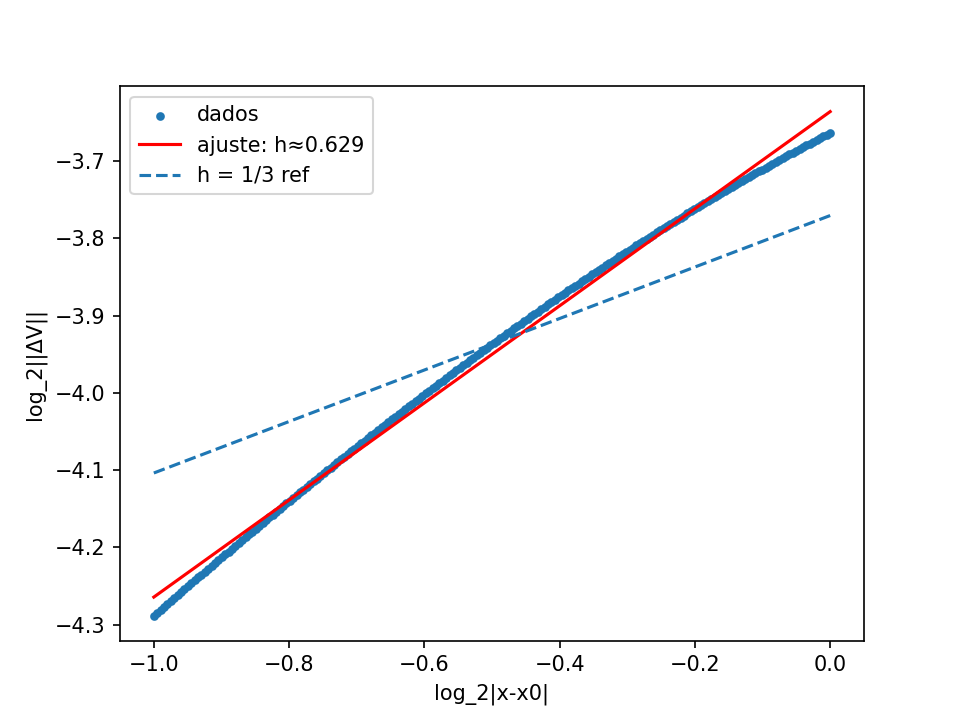 dados
ajuste: h≈0.629
h = 1/3 ref
−3.7
−3.8
−3.9
−4.0
−4.1
−4.2
−4.3
log_2||ΔV||
−1.0 −0.8 −0.6 −0.4 −0.2 0.0
log_2|x-x0|